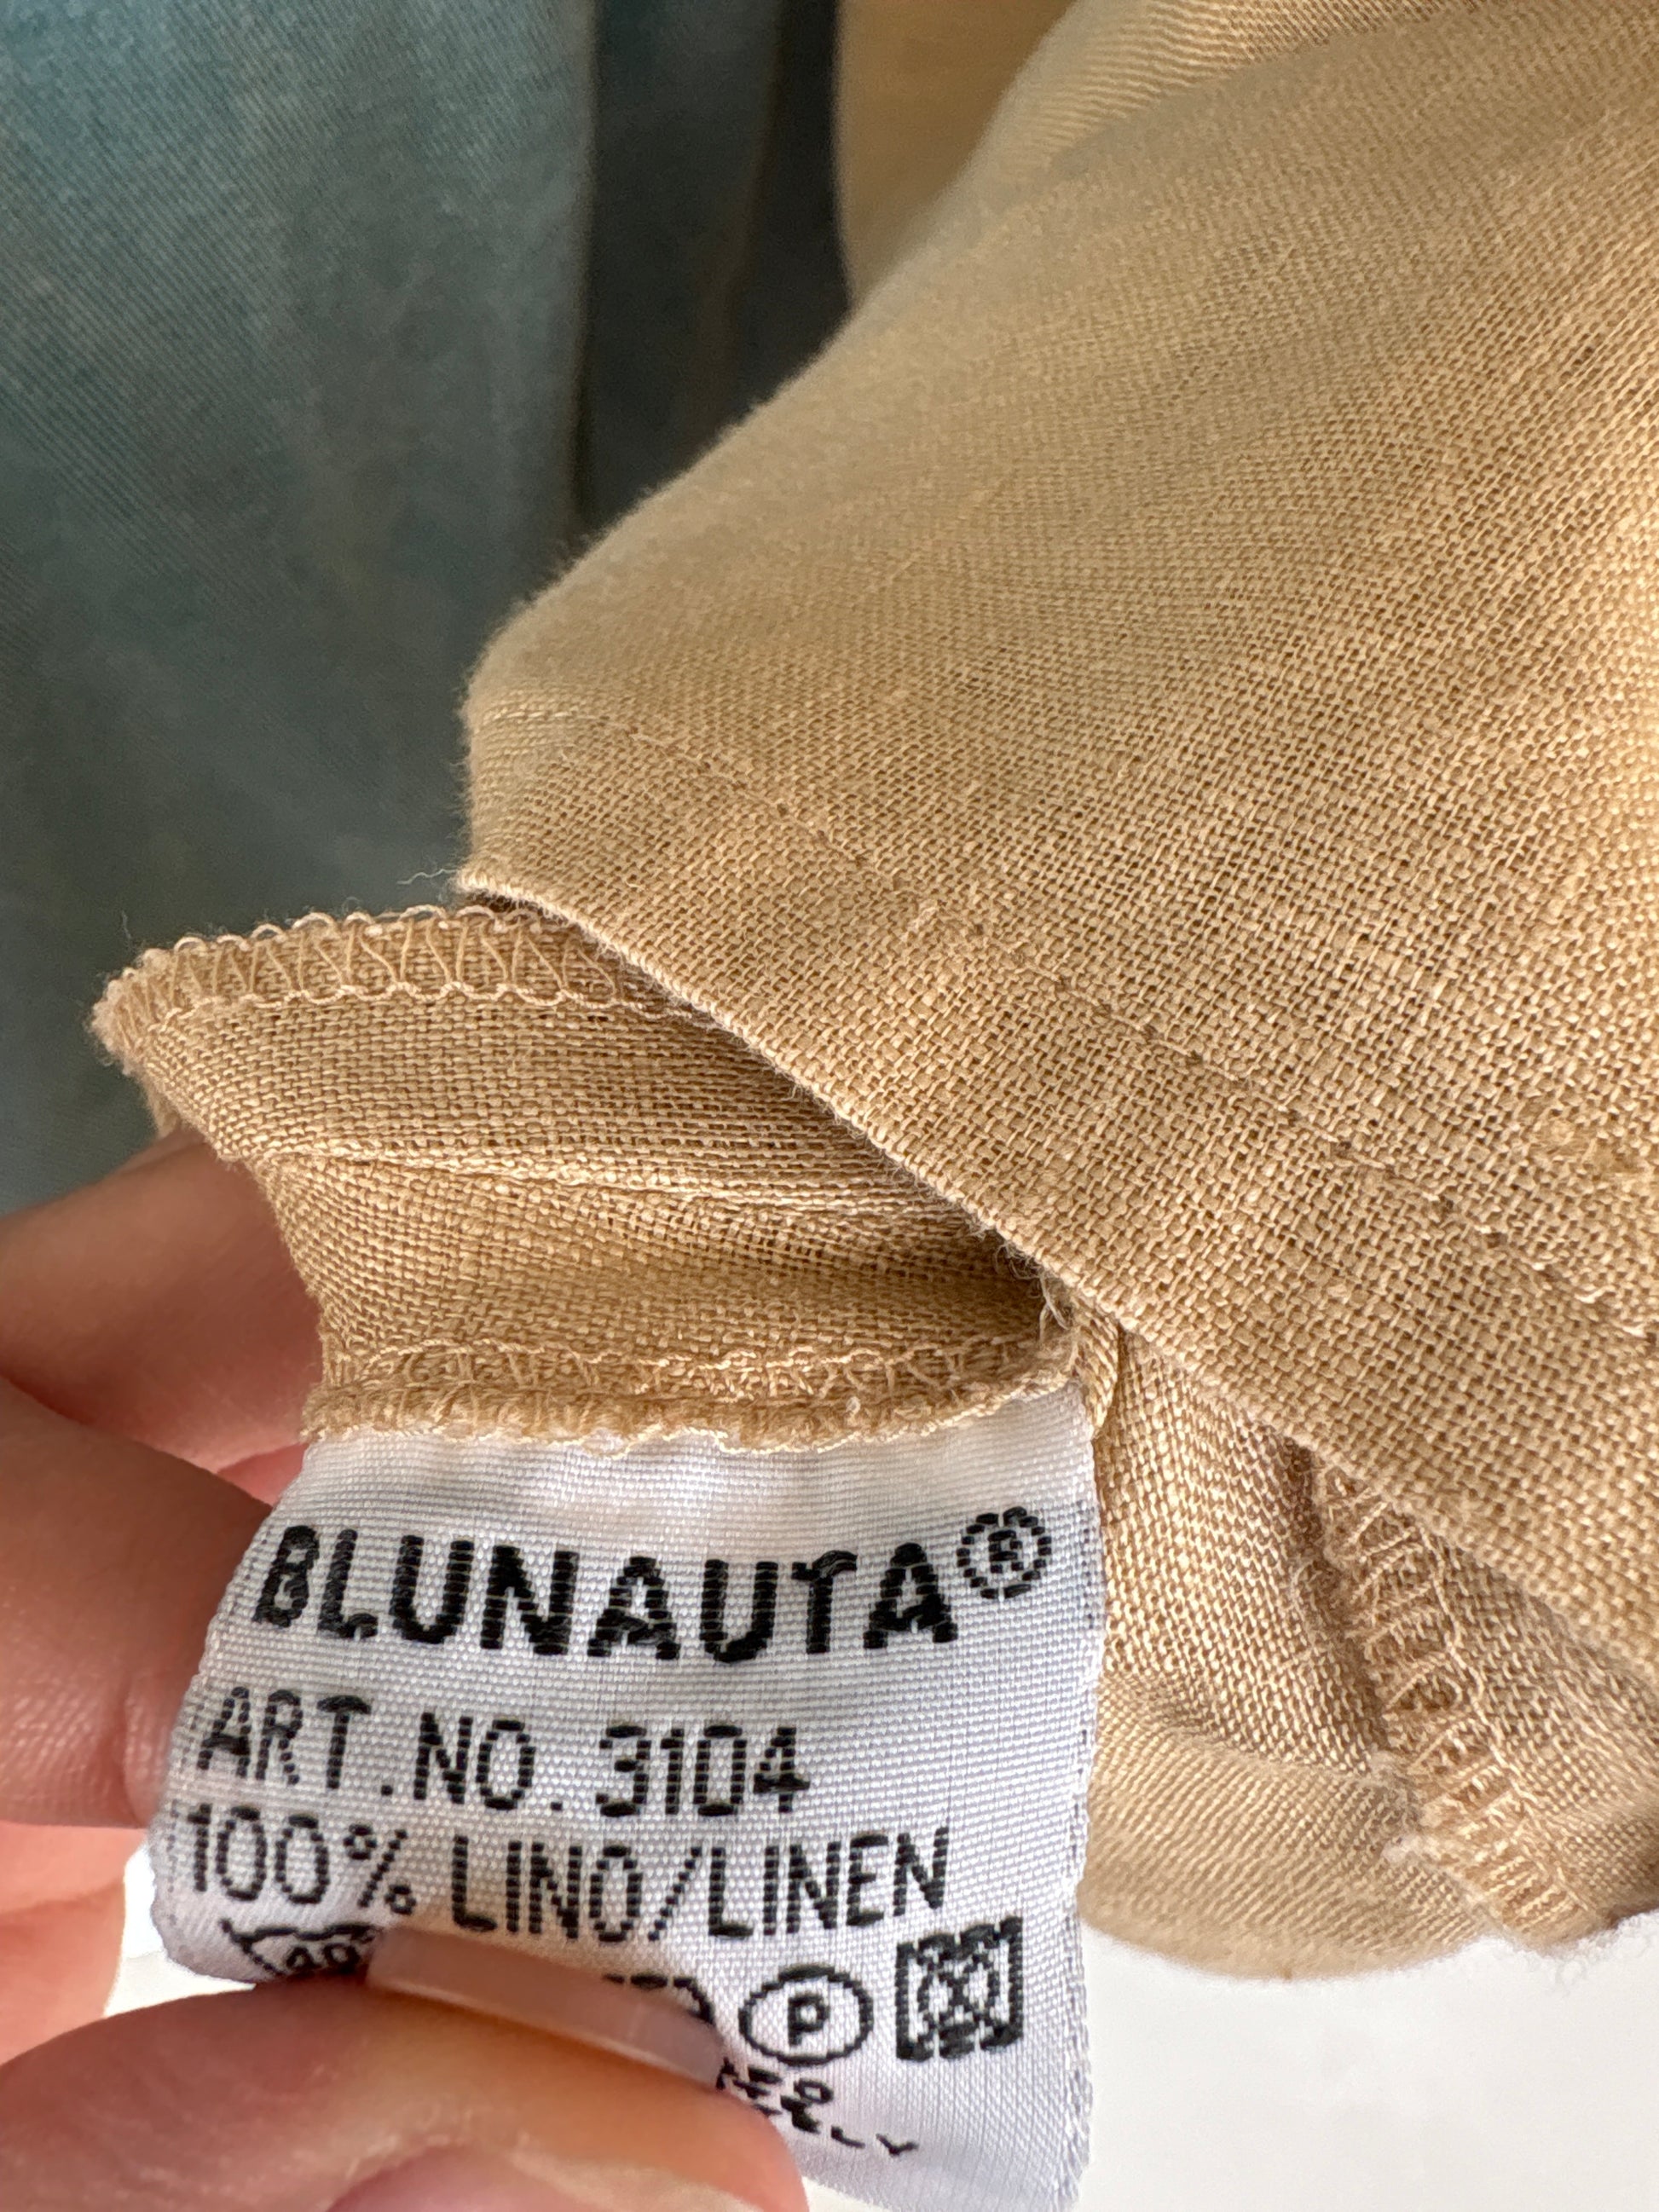 BLUNAUTA®
ART.NO.3104
100% LINO/LINEN
P